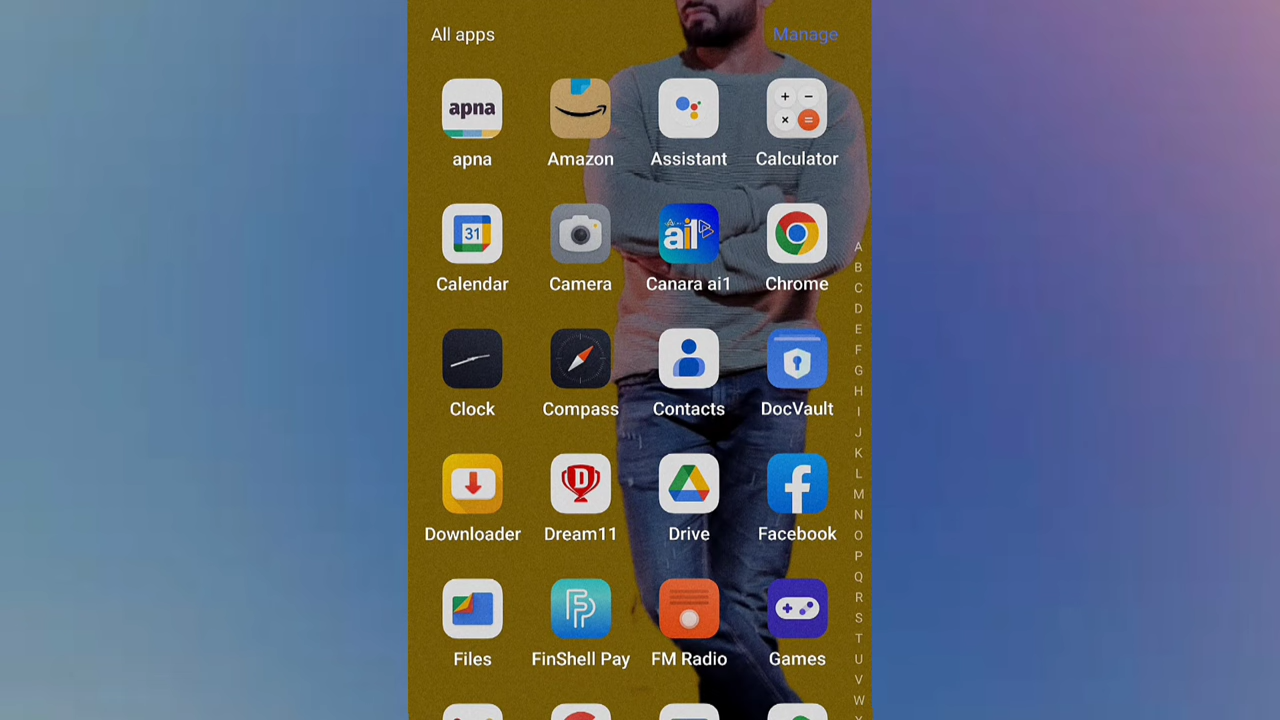 All apps Manage
apna
+ −
× =
apna Amazon Assistant Calculator
31
ai1
Calendar Camera Canara ai1 Chrome
A
B
C
D
Clock Compass Contacts DocVault
E
F
G
H
I
J
K
D
f
Downloader Dream11 Drive Facebook
L
M
N
O
P
Q
R
S
Files FinShell Pay FM Radio Games
T
U
V
W